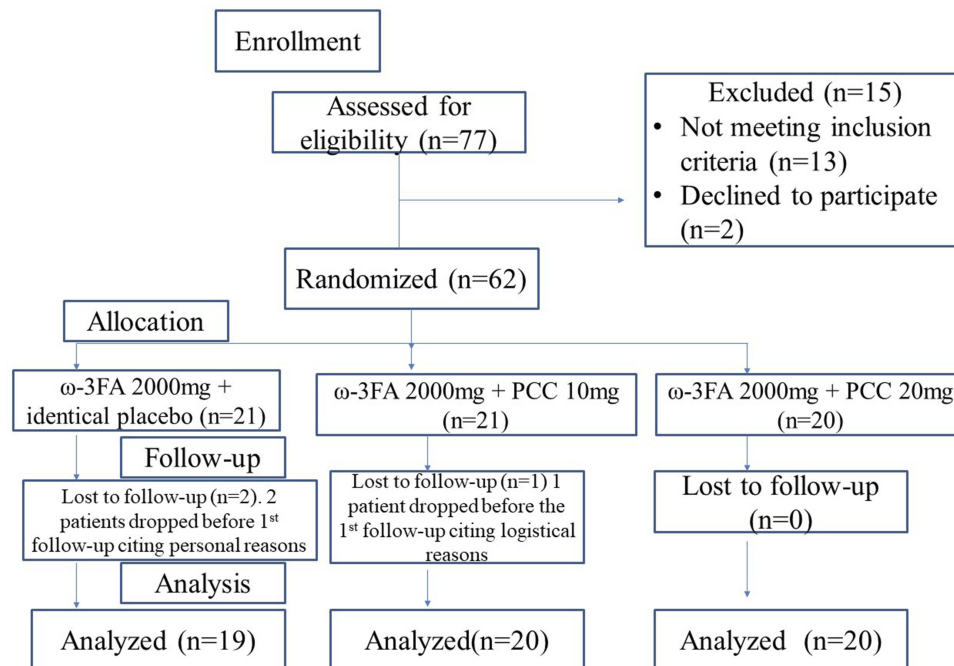 Enrollment
Assessed for
eligibility (n=77)
Excluded (n=15)
• Not meeting inclusion
criteria (n=13)
• Declined to participate
(n=2)
Randomized (n=62)
Allocation
ω-3FA 2000mg +
identical placebo (n=21)
ω-3FA 2000mg + PCC 10mg
(n=21)
ω-3FA 2000mg + PCC 20mg
(n=20)
Follow-up
Lost to follow-up (n=2). 2
patients dropped before 1st
follow-up citing personal reasons
Lost to follow-up (n=1) 1
patient dropped before the
1st follow-up citing logistical
reasons
Lost to follow-up
(n=0)
Analysis
Analyzed (n=19)
Analyzed(n=20)
Analyzed (n=20)